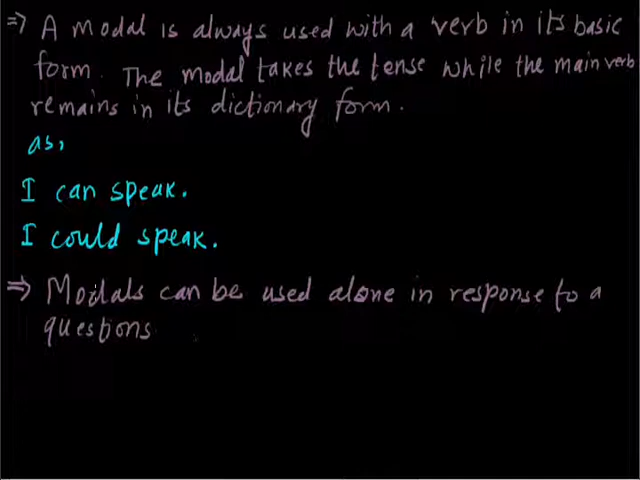 ⇒ A modal is always used with a verb in its basic
form. The modal takes the tense while the main verb
remains in its dictionary form.
as,
I can speak.
I could speak.
⇒ Modals can be used alone in response to a
questions